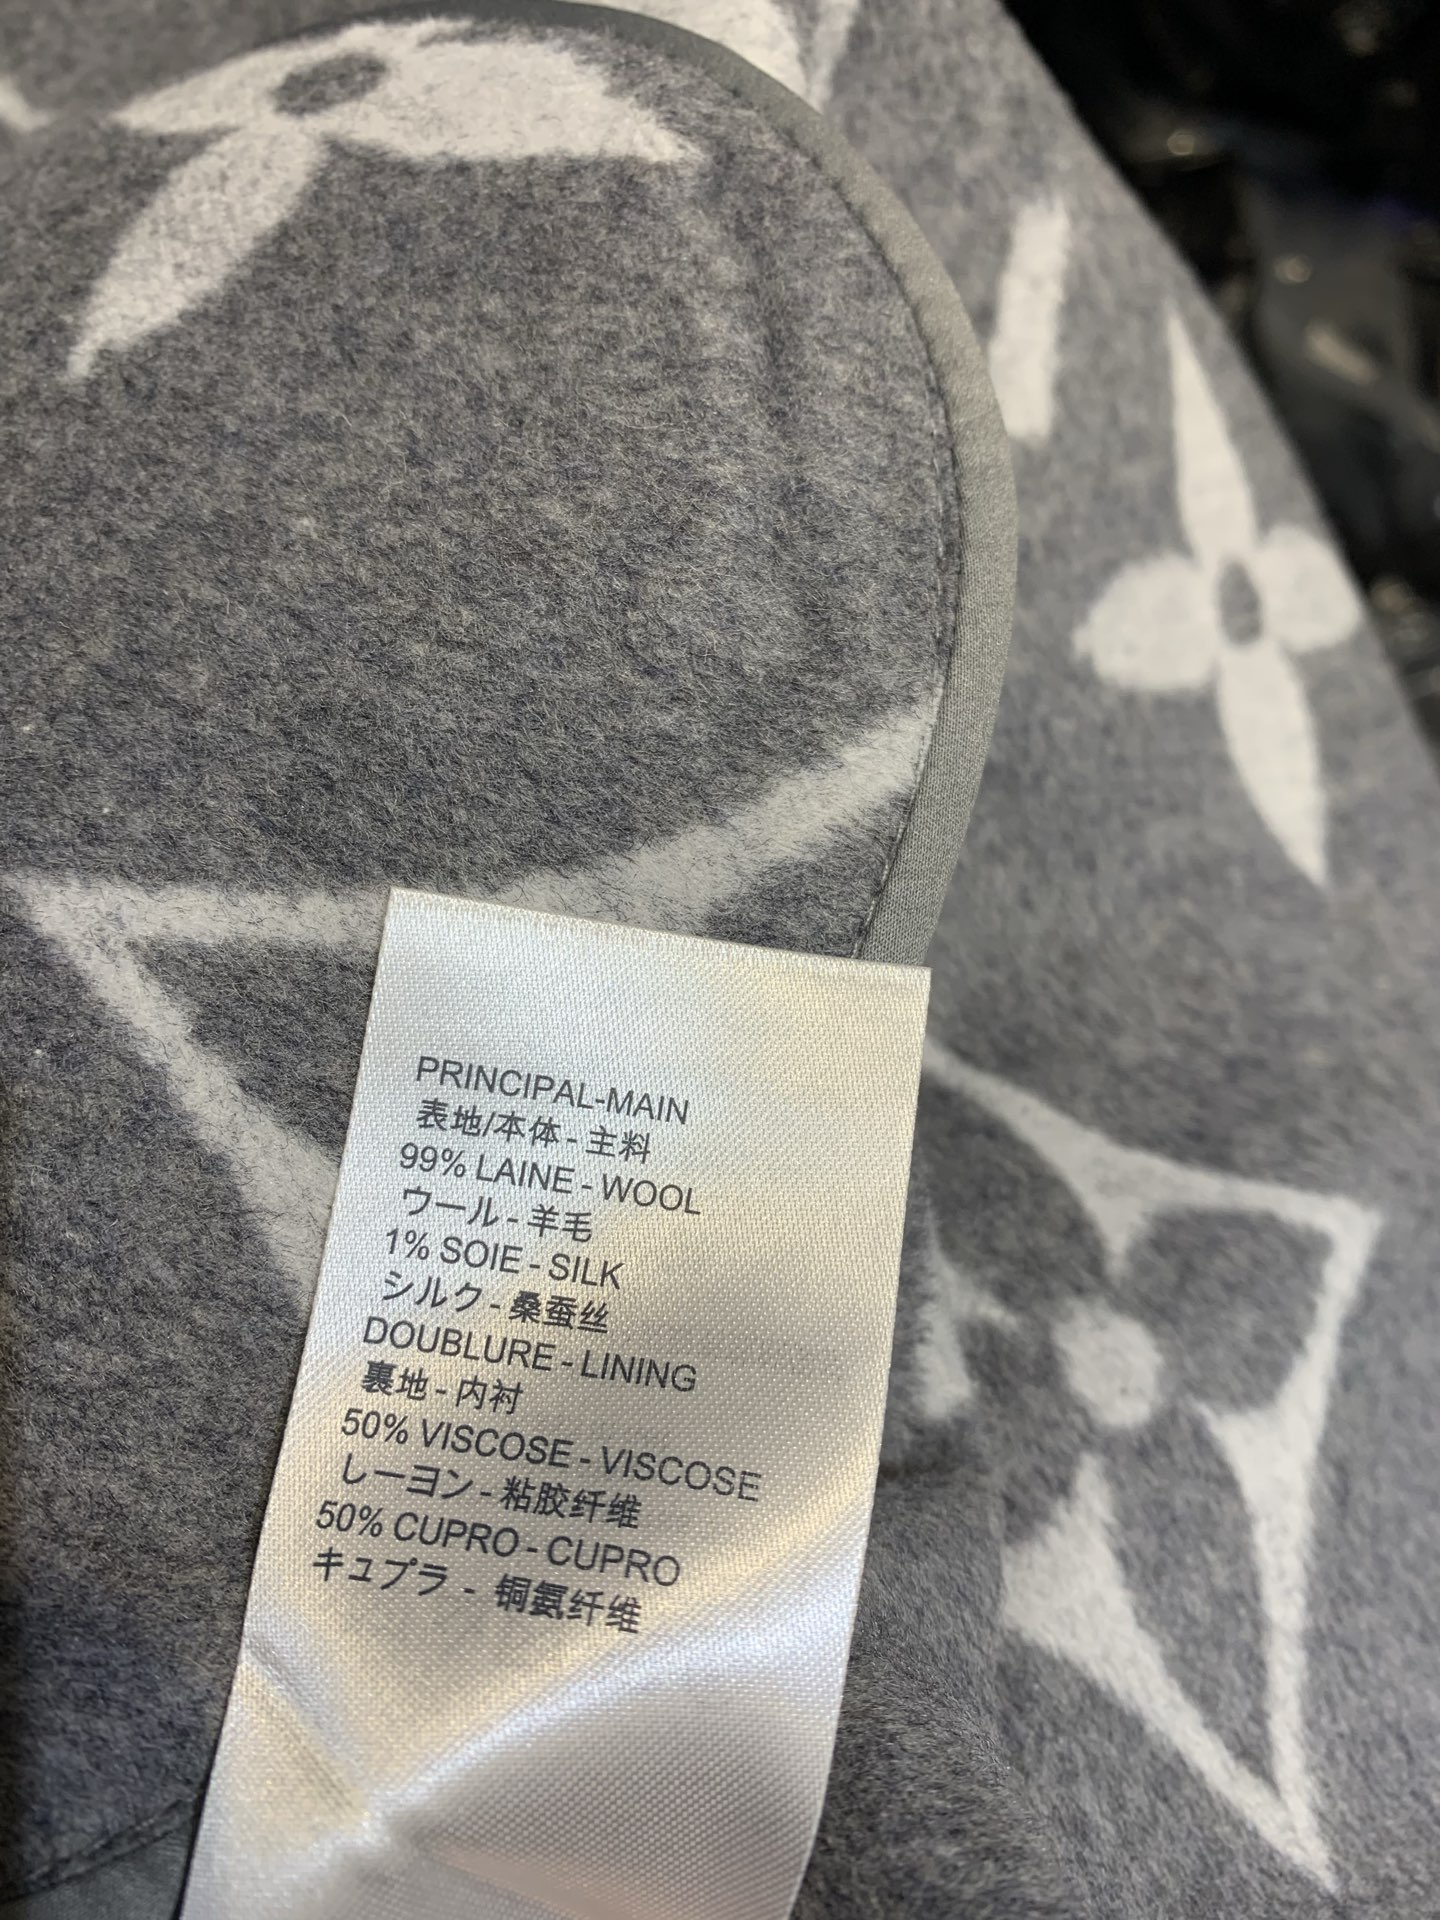 PRINCIPAL-MAIN
表地/本体 - 主料
99% LAINE - WOOL
ウール - 羊毛
1% SOIE - SILK
シルク - 桑蚕丝
DOUBLURE - LINING
裏地 - 内衬
50% VISCOSE - VISCOSE
レーヨン - 粘胶纤维
50% CUPRO - CUPRO
キュプラ - 铜氨纤维